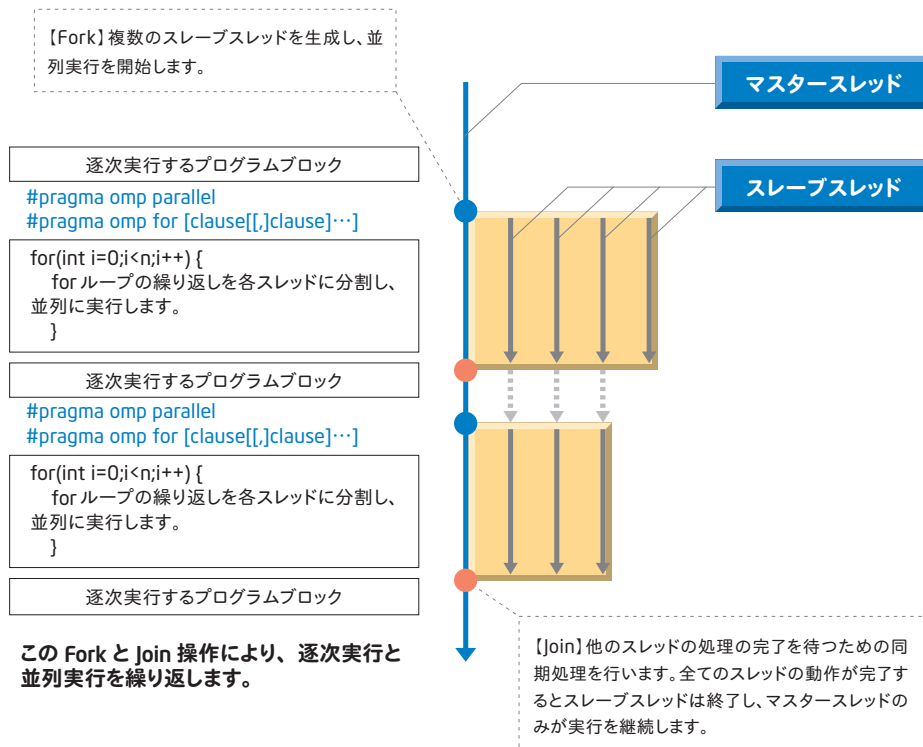 【Fork】複数のスレーブスレッドを生成し、並
列実行を開始します。
マスタースレッド
スレーブスレッド
逐次実行するプログラムブロック
#pragma omp parallel
#pragma omp for [clause[[,]clause]…]
for(int i=0;i<n;i++) {
for ループの繰り返しを各スレッドに分割し、
並列に実行します。
}
逐次実行するプログラムブロック
#pragma omp parallel
#pragma omp for [clause[[,]clause]…]
for(int i=0;i<n;i++) {
for ループの繰り返しを各スレッドに分割し、
並列に実行します。
}
逐次実行するプログラムブロック
この Fork と Join 操作により、逐次実行と
並列実行を繰り返します。
【Join】他のスレッドの処理の完了を待つための同
期処理を行います。全てのスレッドの動作が完了す
るとスレーブスレッドは終了し、マスタースレッドの
みが実行を継続します。